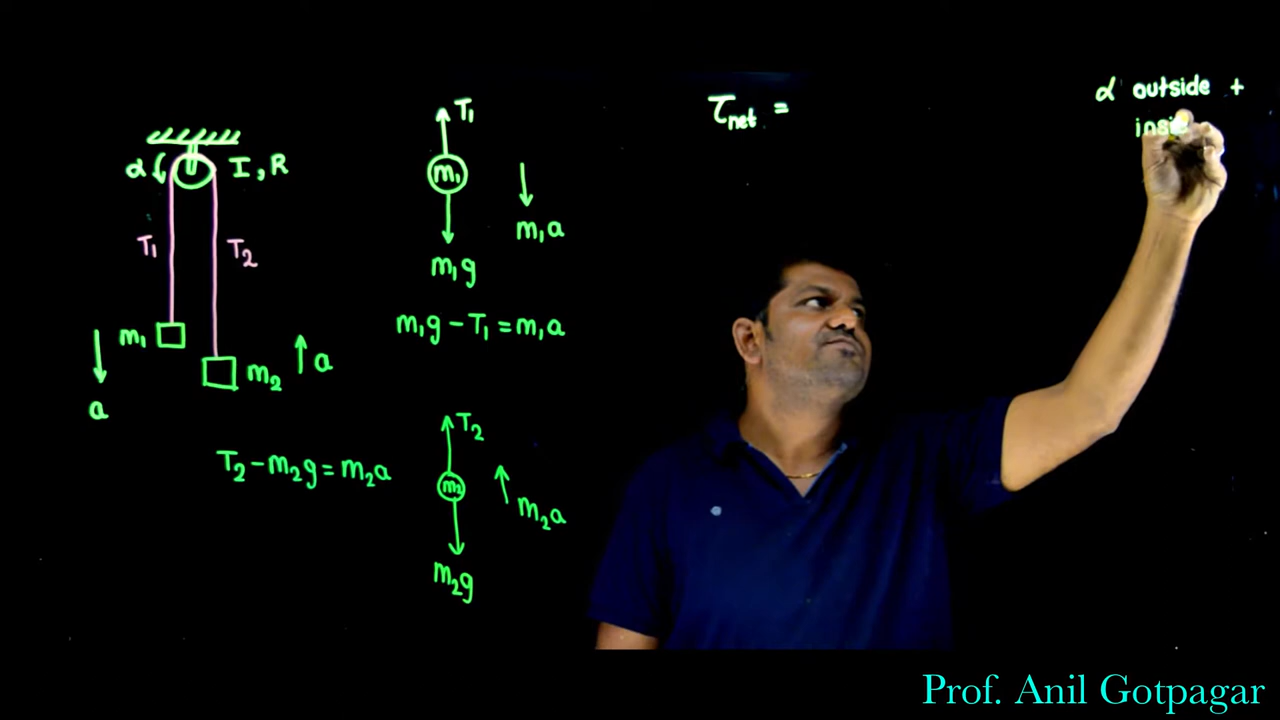 α I, R
T₁ T₂
m₁
m₂ a
a
T₁
m₁
m₁g
m₁a
m₁g − T₁ = m₁a
T₂ − m₂g = m₂a
T₂
m₂
m₂g
m₂a
τnet =
α outside +
Prof. Anil Gotpagar